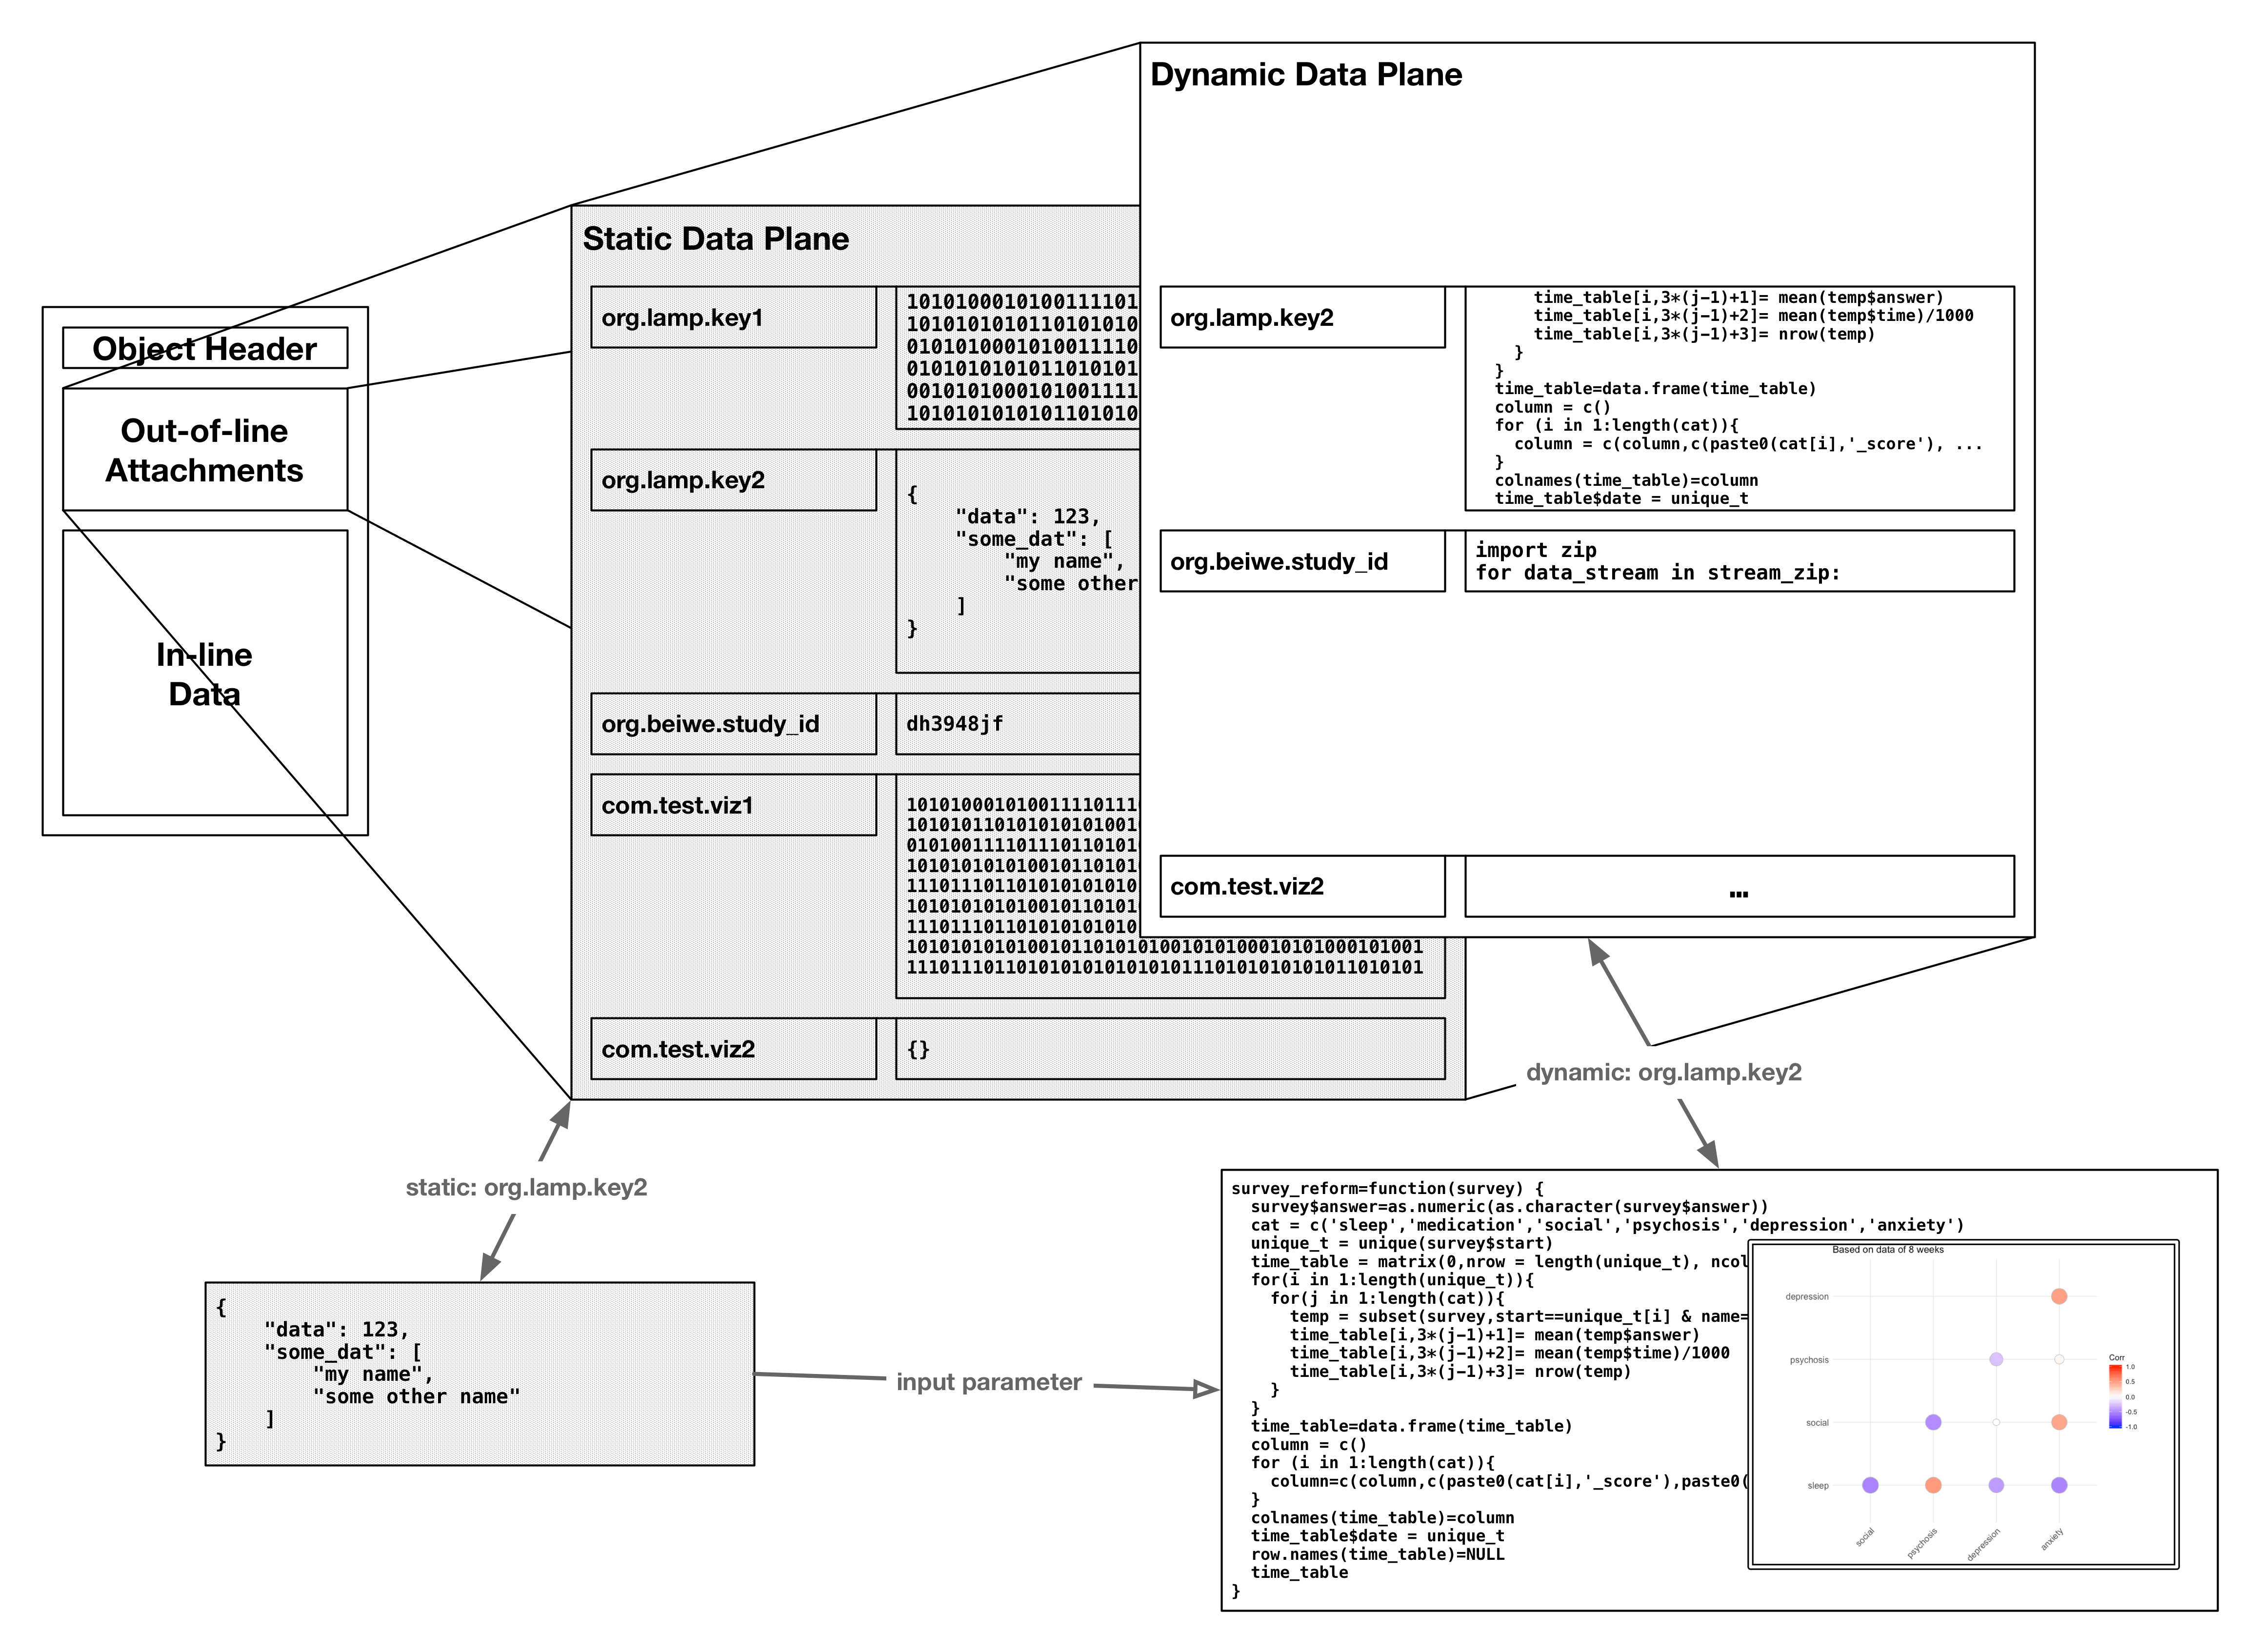 Dynamic Data Plane
org.lamp.key2
time_table[i,3*(j-1)+1]= mean(temp$answer)
time_table[i,3*(j-1)+2]= mean(temp$time)/1000
time_table[i,3*(j-1)+3]= nrow(temp)
}
}
time_table=data.frame(time_table)
column = c()
for (i in 1:length(cat)){
column = c(column,c(paste0(cat[i],'_score'), ...
}
colnames(time_table)=column
time_table$date = unique_t
org.beiwe.study_id
import zip
for data_stream in stream_zip:
com.test.viz2
...
Static Data Plane
org.lamp.key1
1010100010100111101
1010101010110101010
0101010001010011110
0101010101011010101
0010101000101001111
1010101010101101010
org.lamp.key2
{
"data": 123,
"some_dat": [
"my name",
"some other
]
}
org.beiwe.study_id
dh3948jf
com.test.viz1
1010100010100111101110
1010101101010101010010
0101001111011101101010
1010101010100101101010
111011101101010101010
1010101010100101101010
111011101101010101010
10101010101001011010101001010100010101000101001
1110111011010101010101010111010101010101 1010101
com.test.viz2
{}
Object Header
Out-of-line
Attachments
In-line
Data
static: org.lamp.key2
dynamic: org.lamp.key2
{
"data": 123,
"some_dat": [
"my name",
"some other name"
]
}
input parameter
survey_reform=function(survey) {
survey$answer=as.numeric(as.character(survey$answer))
cat = c('sleep','medication','social','psychosis','depression','anxiety')
unique_t = unique(survey$start)
time_table = matrix(0,nrow = length(unique_t), ncol
for(i in 1:length(unique_t)){
for(j in 1:length(cat)){
temp = subset(survey,start==unique_t[i] & name=
time_table[i,3*(j-1)+1]= mean(temp$answer)
time_table[i,3*(j-1)+2]= mean(temp$time)/1000
time_table[i,3*(j-1)+3]= nrow(temp)
}
}
time_table=data.frame(time_table)
column = c()
for (i in 1:length(cat)){
column=c(column,c(paste0(cat[i],'_score'),paste0(
}
colnames(time_table)=column
time_table$date = unique_t
row.names(time_table)=NULL
time_table
}
Based on data of 8 weeks
depression
psychosis
social
sleep
social
psychosis
depression
anxiety
Corr
1.0
0.5
0.0
-0.5
-1.0